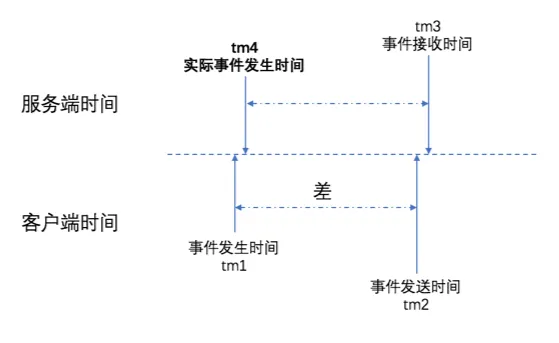 tm3
事件接收时间
tm4
实际事件发生时间
服务端时间
差
客户端时间
事件发生时间
tm1
事件发送时间
tm2